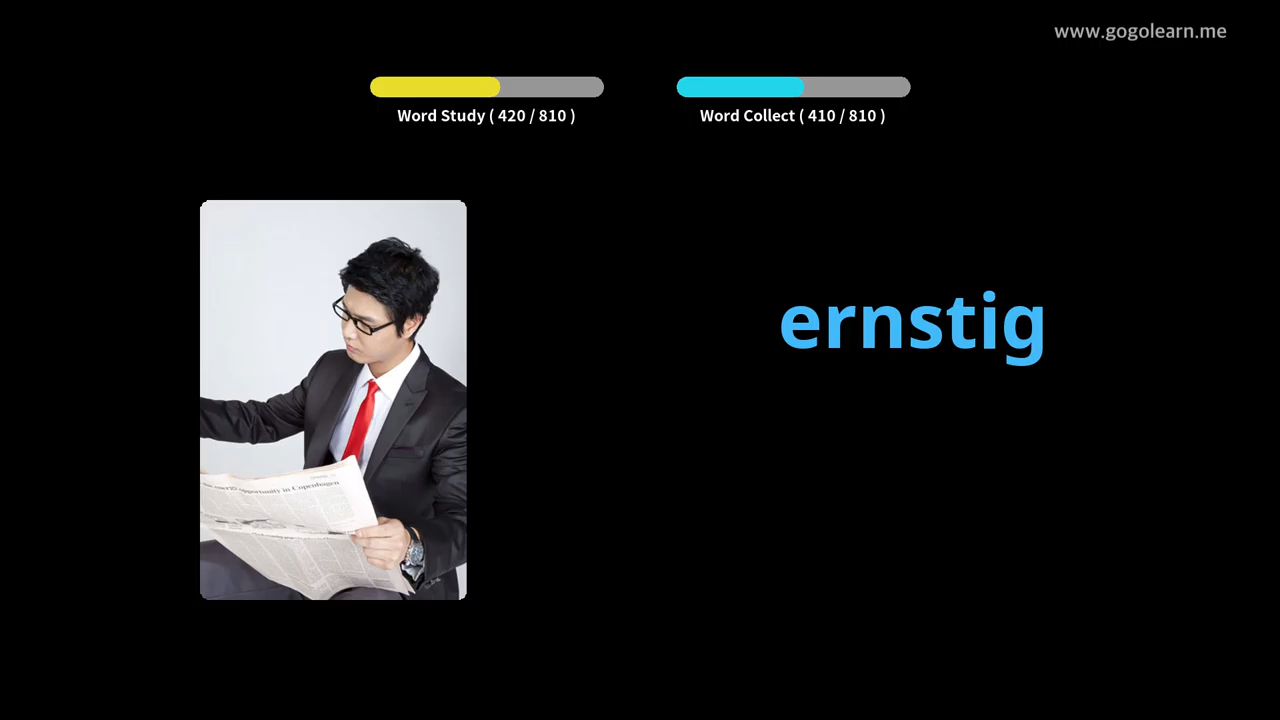 www.gogolearn.me
Word Study ( 420 / 810 )
Word Collect ( 410 / 810 )
ernstig
opportunity in Copenhagen